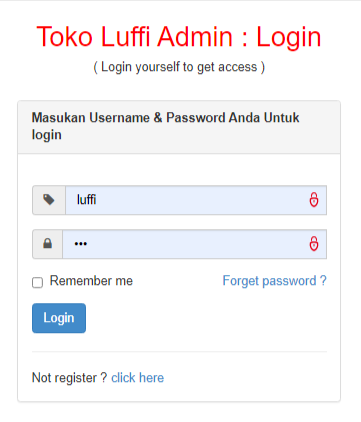 Toko Luffi Admin : Login
( Login yourself to get access )
Masukan Username & Password Anda Untuk
login
luffi
•••
Remember me
Forget password ?
Login
Not register ? click here